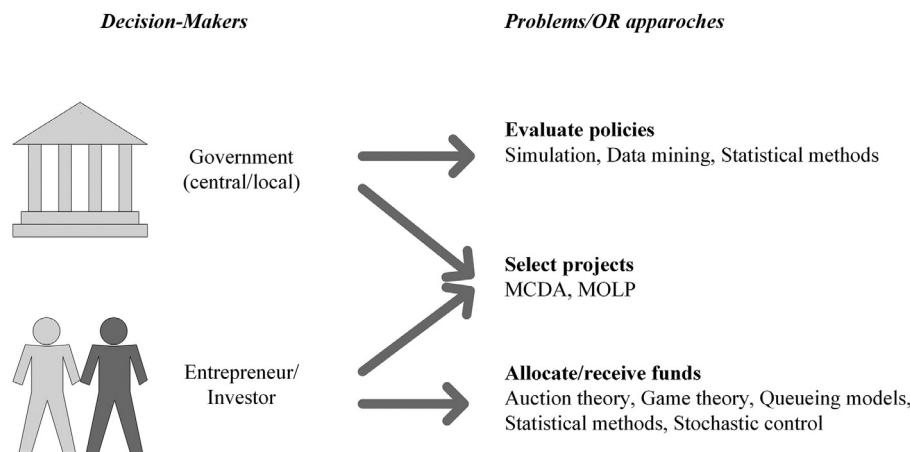 Decision-Makers
Problems/OR apparoches
Evaluate policies
Simulation, Data mining, Statistical methods
Government
(central/local)
Select projects
MCDA, MOLP
Entrepreneur/
Investor
Allocate/receive funds
Auction theory, Game theory, Queueing models,
Statistical methods, Stochastic control